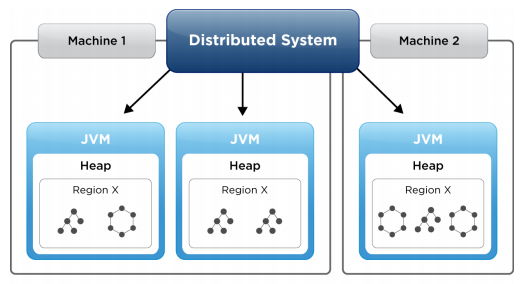 Machine 1
Distributed System
Machine 2
JVM
JVM
JVM
Heap
Heap
Heap
Region X
Region X
Region X